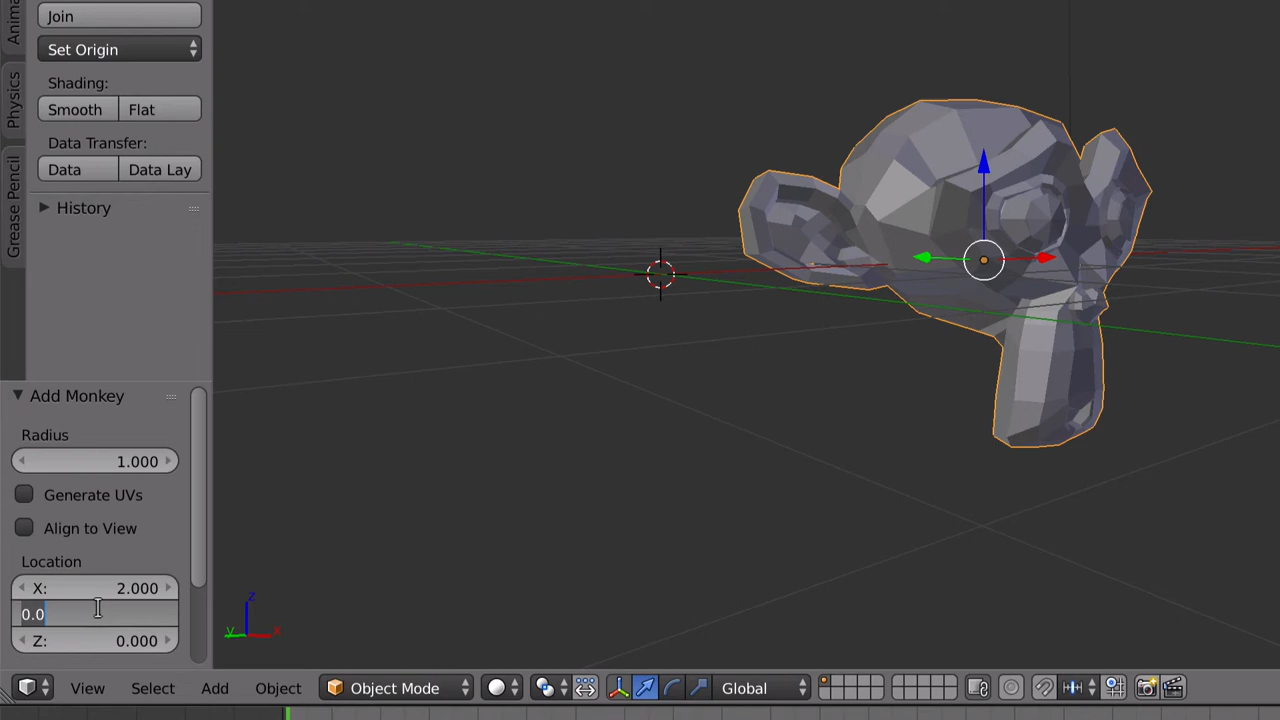 Anima
Physics
Grease Pencil
Join
Set Origin
Shading:
Smooth
Flat
Data Transfer:
Data
Data Lay
History
Add Monkey
Radius
1.000
Generate UVs
Align to View
Location
X: 2.000
0.0
Z: 0.000
z
y
x
View
Select
Add
Object
Object Mode
Global